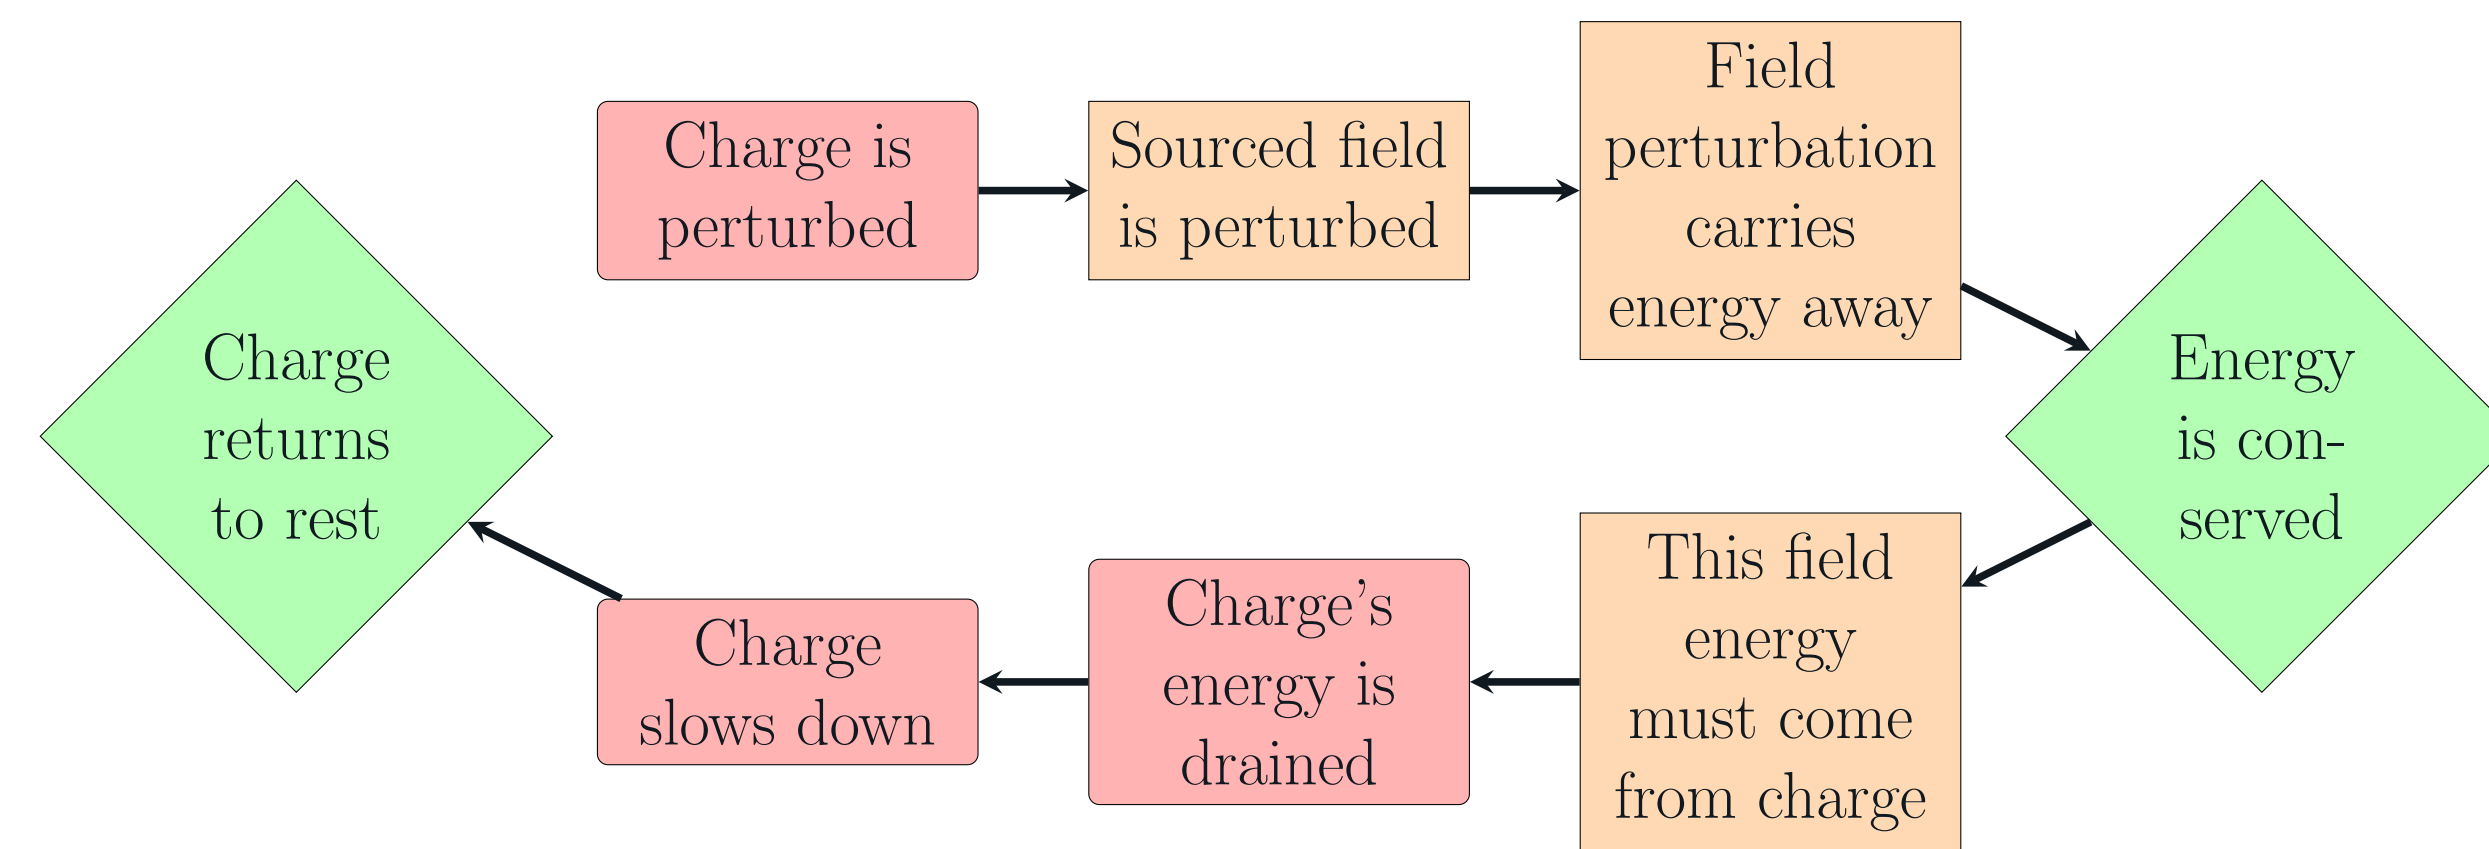 Charge is
perturbed
Sourced field
is perturbed
Field
perturbation
carries
energy away
Energy
is con-
served
This field
energy
must come
from charge
Charge's
energy is
drained
Charge
slows down
Charge
returns
to rest